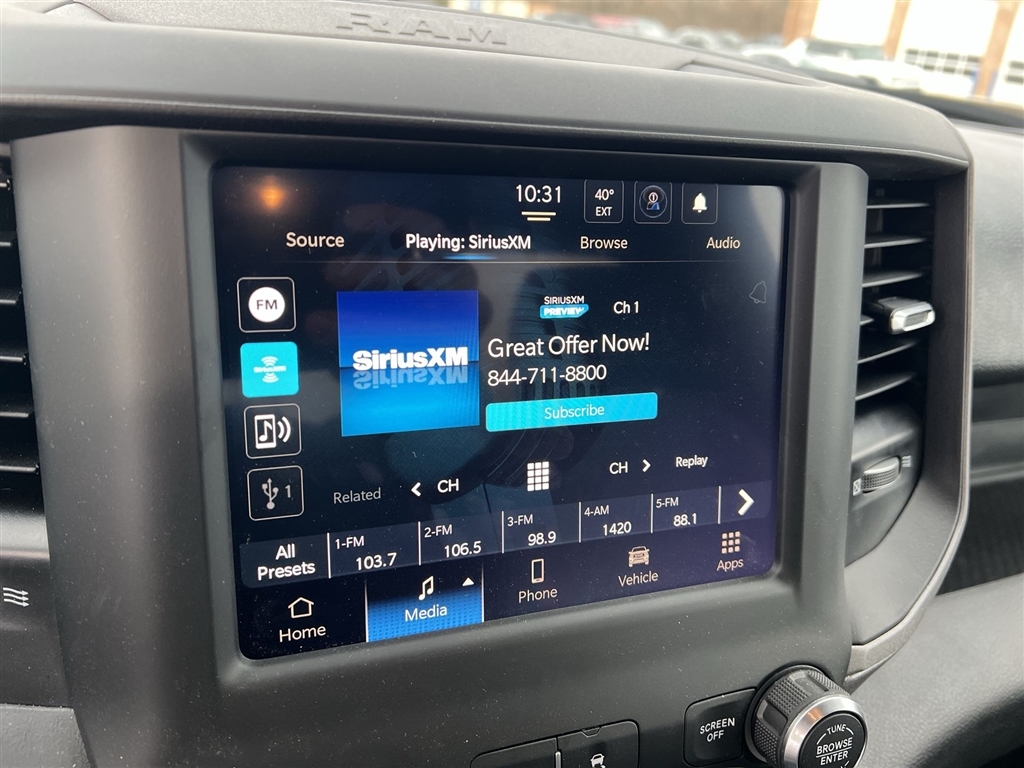 RAM
10:31
40°
EXT
Source
Playing: SiriusXM
Browse
Audio
FM
SIRIUSXM
PREVIEW
Ch 1
SiriusXM
SiriusXM
Great Offer Now!
844-711-8800
Subscribe
1
Related
CH
CH
Replay
All
Presets
1-FM
103.7
2-FM
106.5
3-FM
98.9
4-AM
1420
5-FM
88.1
Home
Media
Phone
Vehicle
Apps
SCREEN
OFF
TUNE
BROWSE
ENTER